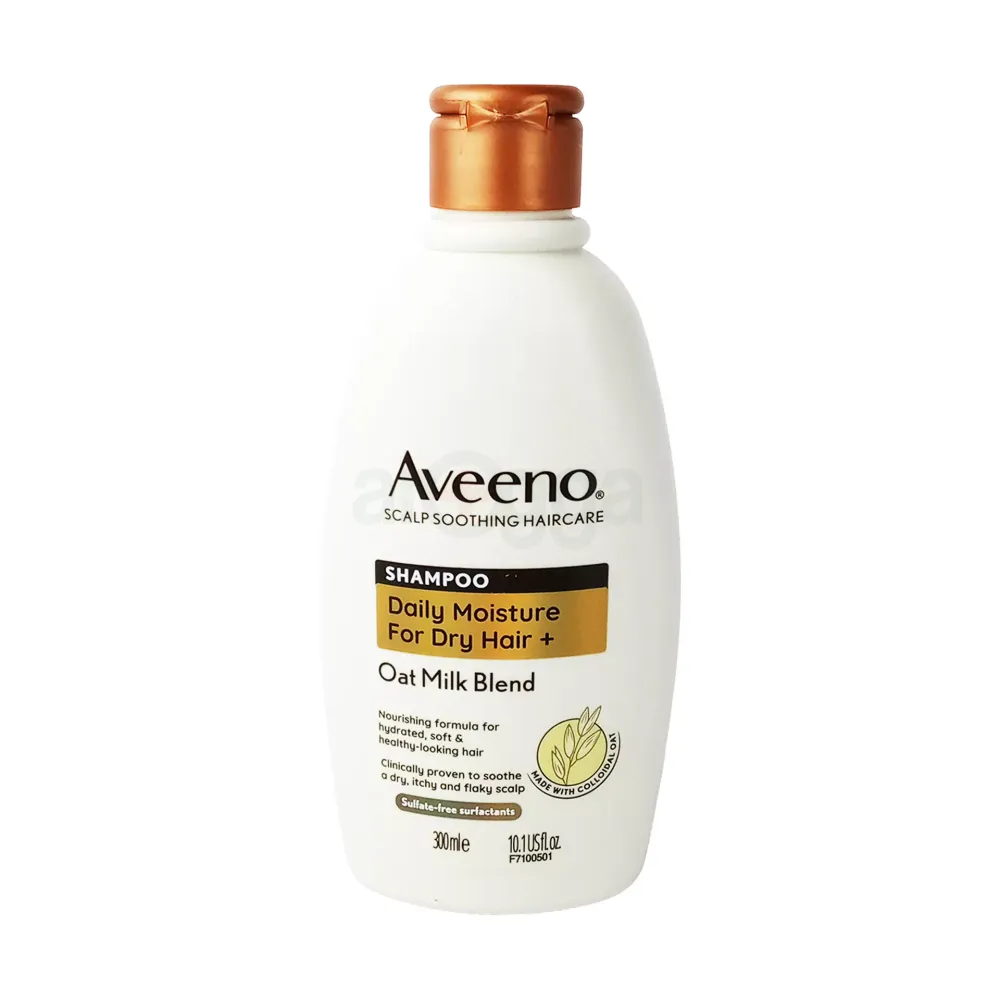 Aveeno®
SCALP SOOTHING HAIRCARE
SHAMPOO
Daily Moisture
For Dry Hair +
Oat Milk Blend
Nourishing formula for
hydrated, soft &
healthy-looking hair
Clinically proven to soothe
a dry, itchy and flaky scalp
MADE WITH COLLOIDAL OAT
Sulfate-free surfactants
300ml e 10.1 US fl. oz.
F7100501